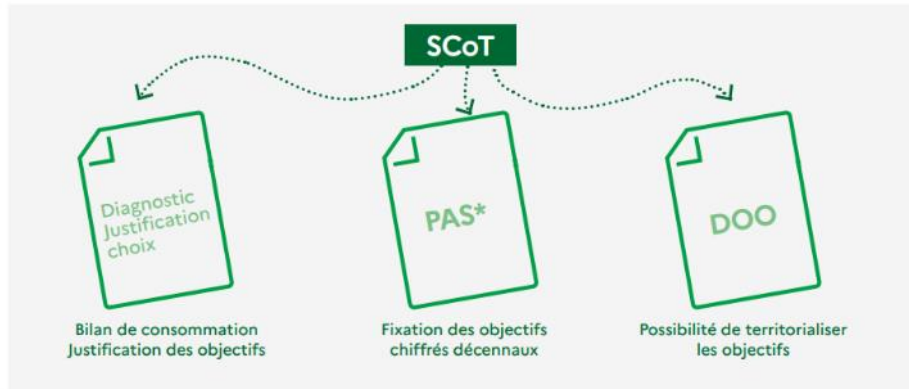 SCoT
Diagnostic
Justification
choix
PAS*
DOO
Bilan de consommation
Justification des objectifs
Fixation des objectifs
chiffrés décennaux
Possibilité de territorialiser
les objectifs